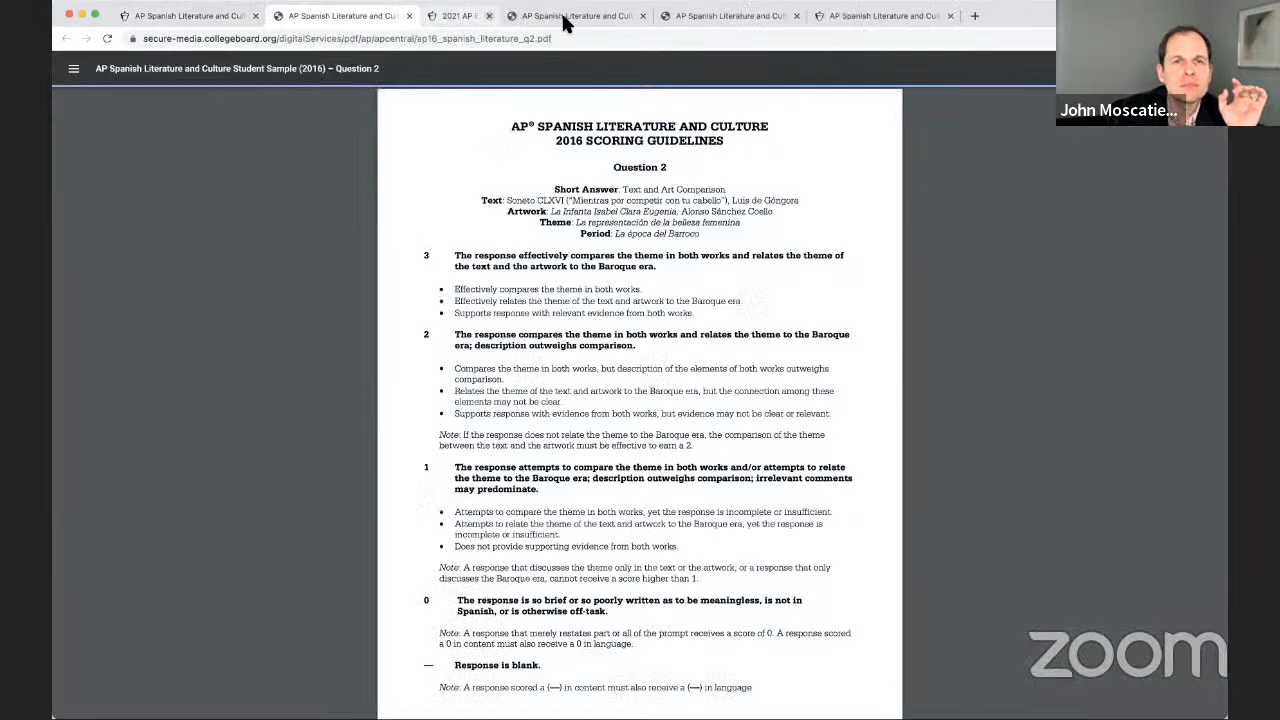 AP Spanish Literature and Cu
AP Spanish Literature and Cu
2021 AP E
AP Spanish Literature and Cult
AP Spanish Literature and Cult
AP Spanish Literature and Cult
secure-media.collegeboard.org/digitalServices/pdf/ap/apcentral/ap16_spanish_literature_q2.pdf
AP Spanish Literature and Culture Student Sample (2016) – Question 2
John Moscatie...
AP® SPANISH LITERATURE AND CULTURE
2016 SCORING GUIDELINES
Question 2
Short Answer: Text and Art Comparison
Text: Soneto CLXVI ("Mientras por competir con tu cabello"), Luis de Góngora
Artwork: La Infanta Isabel Clara Eugenia, Alonso Sánchez Coello
Theme: La representación de la belleza femenina
Period: La época del Barroco
3 The response effectively compares the theme in both works and relates the theme of
the text and the artwork to the Baroque era.
• Effectively compares the theme in both works.
• Effectively relates the theme of the text and artwork to the Baroque era.
• Supports response with relevant evidence from both works.
2 The response compares the theme in both works and relates the theme to the Baroque
era; description outweighs comparison.
• Compares the theme in both works, but description of the elements of both works outweighs
comparison.
• Relates the theme of the text and artwork to the Baroque era, but the connection among these
elements may not be clear.
• Supports response with evidence from both works, but evidence may not be clear or relevant.
Note: If the response does not relate the theme to the Baroque era, the comparison of the theme
between the text and the artwork must be effective to earn a 2.
1 The response attempts to compare the theme in both works and/or attempts to relate
the theme to the Baroque era; description outweighs comparison; irrelevant comments
may predominate.
• Attempts to compare the theme in both works, yet the response is incomplete or insufficient.
• Attempts to relate the theme of the text and artwork to the Baroque era, yet the response is
incomplete or insufficient.
• Does not provide supporting evidence from both works.
Note: A response that discusses the theme only in the text or the artwork, or a response that only
discusses the Baroque era, cannot receive a score higher than 1.
0 The response is so brief or so poorly written as to be meaningless, is not in
Spanish, or is otherwise off-task.
Note: A response that merely restates part or all of the prompt receives a score of 0. A response scored
a 0 in content must also receive a 0 in language.
— Response is blank.
Note: A response scored a (—) in content must also receive a (—) in language
zoom